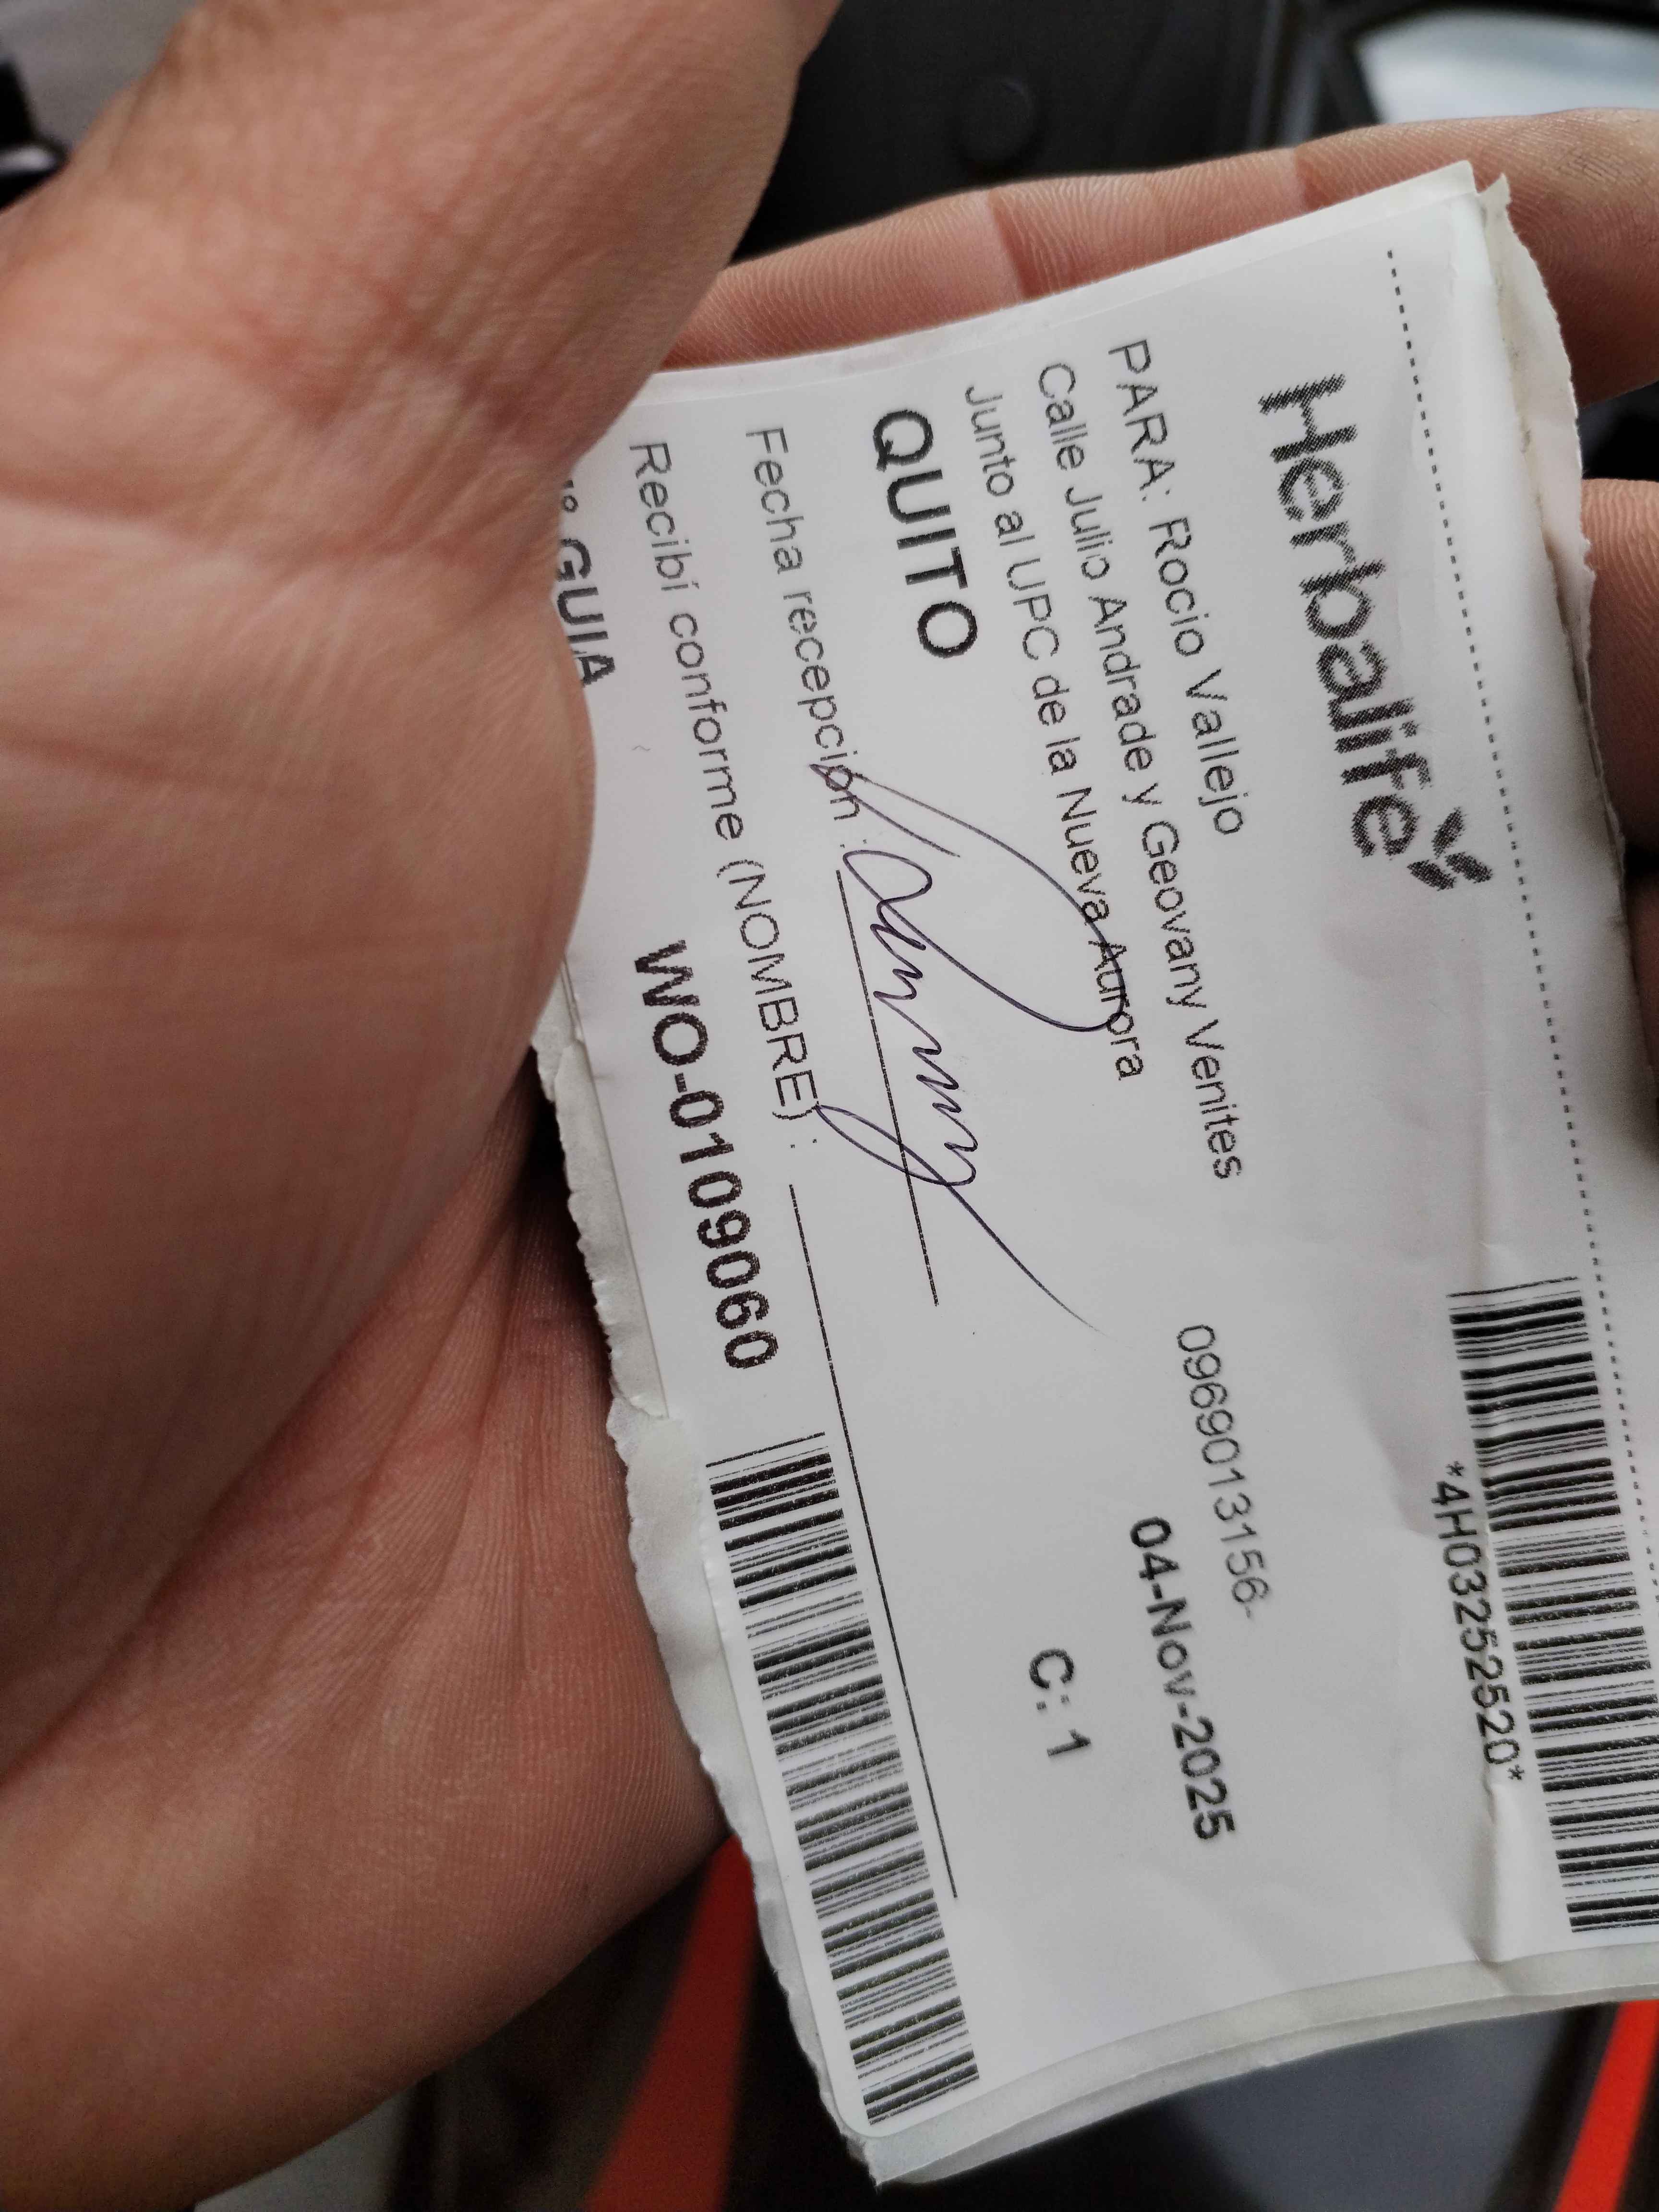 Herbalife
*4H03252520*
PARA: Rocio Vallejo
0969013156-
Calle Julio Andrade y Geovany Venites
Junto al UPC de la Nueva Aurora
04-Nov-2025
QUITO
C: 1
Fecha recepción :
Recibí conforme (NOMBRE) :
GUIA WO-0109060